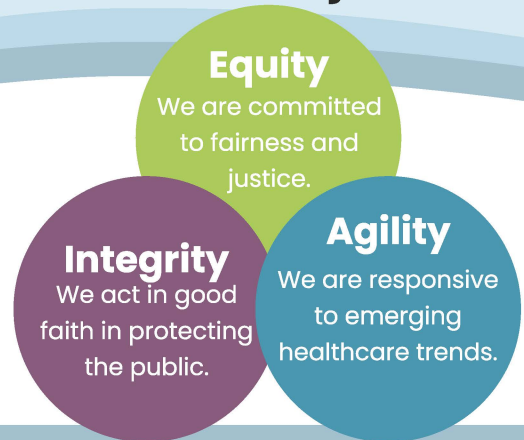 Equity
We are committed
to fairness and
justice.
Integrity
We act in good
faith in protecting
the public.
Agility
We are responsive
to emerging
healthcare trends.